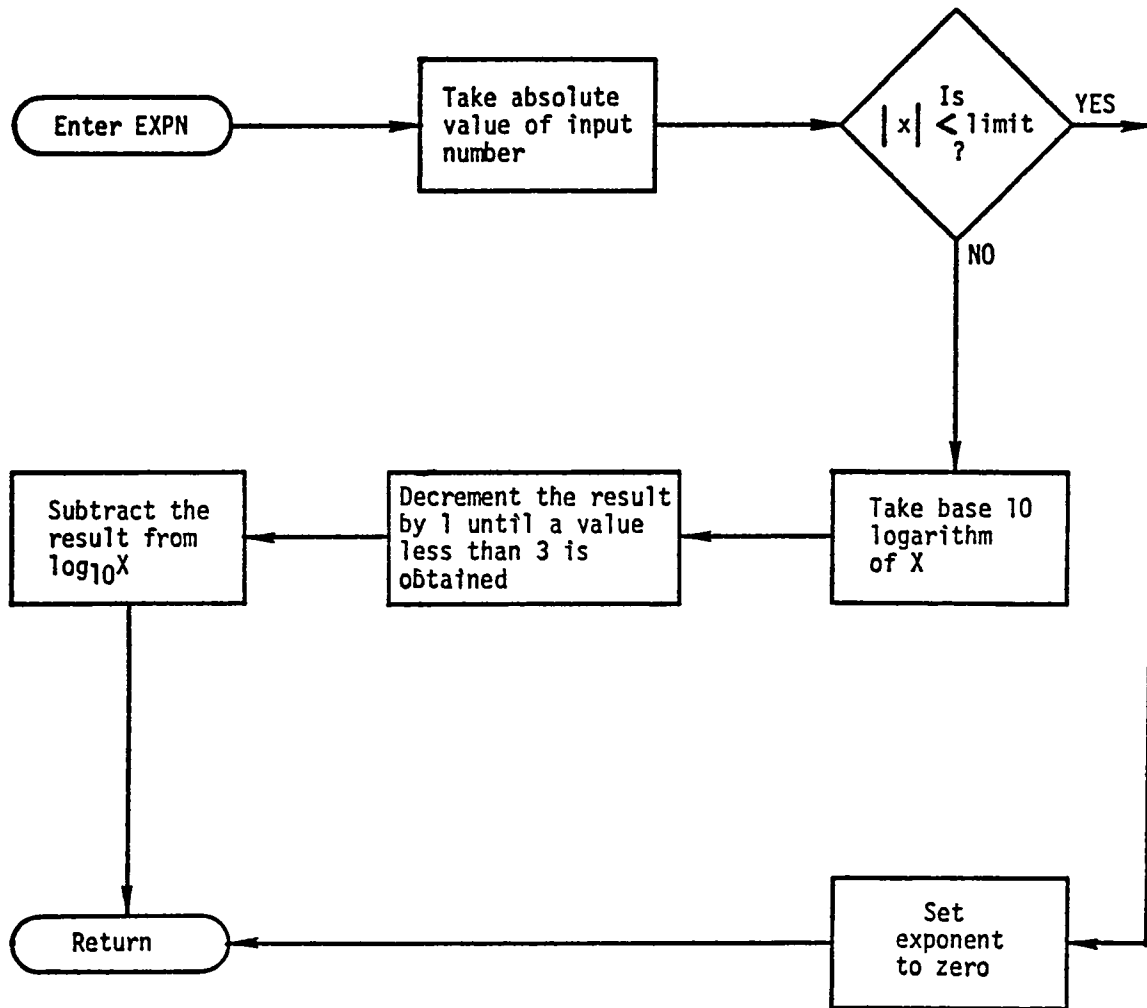 Enter EXPN
Take absolute
value of input
number
Is
|x| < limit
?
YES
NO
Take base 10
logarithm
of X
Decrement the result
by 1 until a value
less than 3 is
obtained
Subtract the
result from
log10X
Set
exponent
to zero
Return